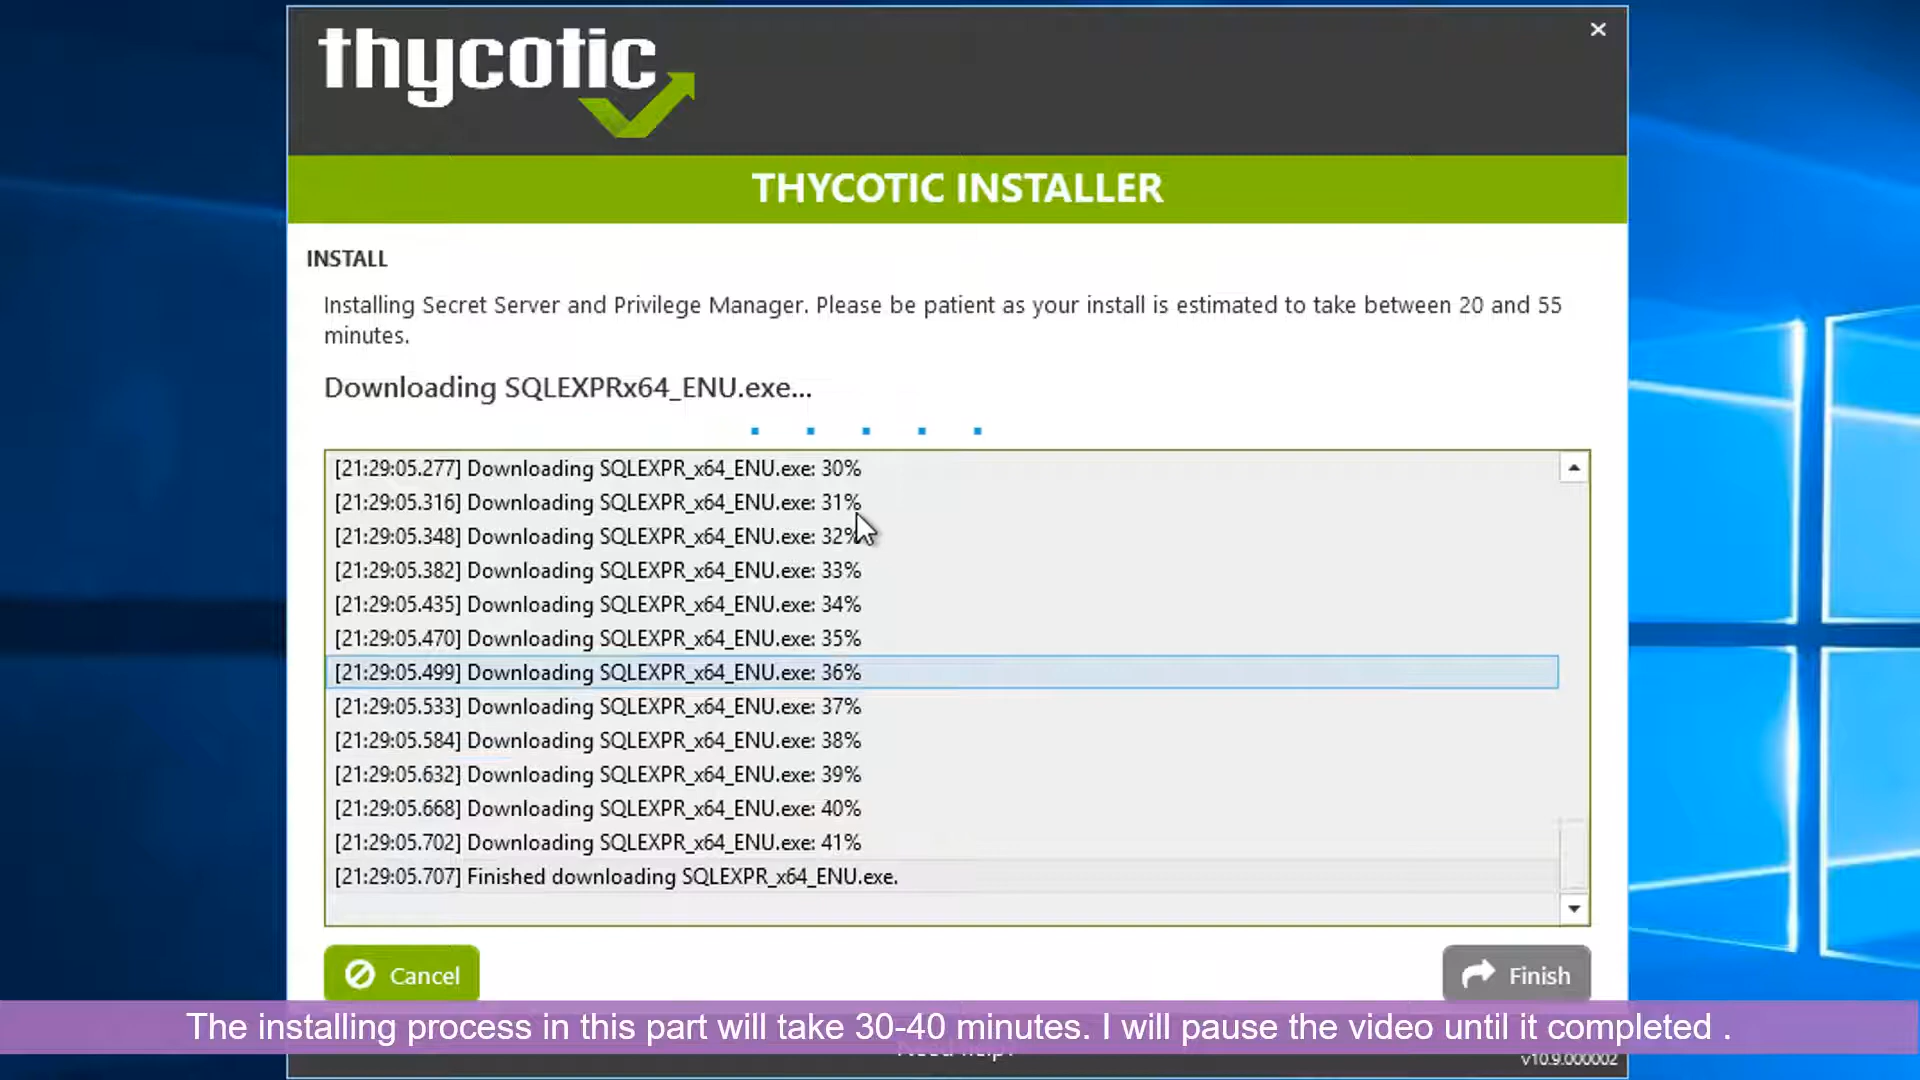 thycotic
THYCOTIC INSTALLER
INSTALL
Installing Secret Server and Privilege Manager. Please be patient as your install is estimated to take between 20 and 55
minutes.
Downloading SQLEXPRx64_ENU.exe...
[21:29:05.277] Downloading SQLEXPR_x64_ENU.exe: 30%
[21:29:05.316] Downloading SQLEXPR_x64_ENU.exe: 31%
[21:29:05.348] Downloading SQLEXPR_x64_ENU.exe: 32%
[21:29:05.382] Downloading SQLEXPR_x64_ENU.exe: 33%
[21:29:05.435] Downloading SQLEXPR_x64_ENU.exe: 34%
[21:29:05.470] Downloading SQLEXPR_x64_ENU.exe: 35%
[21:29:05.499] Downloading SQLEXPR_x64_ENU.exe: 36%
[21:29:05.533] Downloading SQLEXPR_x64_ENU.exe: 37%
[21:29:05.584] Downloading SQLEXPR_x64_ENU.exe: 38%
[21:29:05.632] Downloading SQLEXPR_x64_ENU.exe: 39%
[21:29:05.668] Downloading SQLEXPR_x64_ENU.exe: 40%
[21:29:05.702] Downloading SQLEXPR_x64_ENU.exe: 41%
[21:29:05.707] Finished downloading SQLEXPR_x64_ENU.exe.
Cancel
Finish
The installing process in this part will take 30-40 minutes. I will pause the video until it completed .
Need help?
v10.9.000002